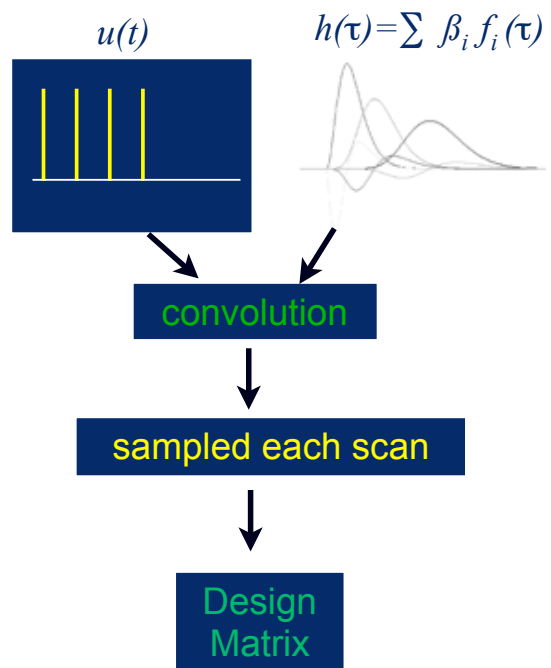 u(t)
h(τ)=∑ βᵢ fᵢ (τ)
convolution
sampled each scan
Design
Matrix